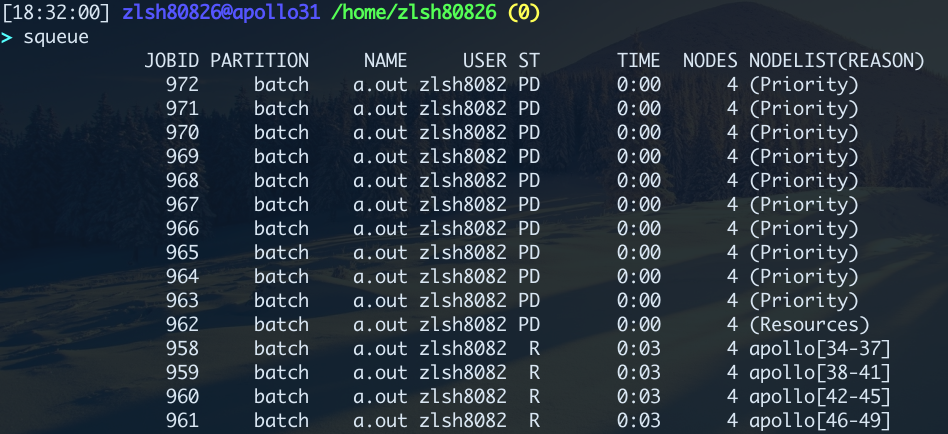 [18:32:00] zlsh80826@apollo31 /home/zlsh80826 (0)
> squeue
JOBID PARTITION NAME USER ST TIME NODES NODELIST(REASON)
972 batch a.out zlsh8082 PD 0:00 4 (Priority)
971 batch a.out zlsh8082 PD 0:00 4 (Priority)
970 batch a.out zlsh8082 PD 0:00 4 (Priority)
969 batch a.out zlsh8082 PD 0:00 4 (Priority)
968 batch a.out zlsh8082 PD 0:00 4 (Priority)
967 batch a.out zlsh8082 PD 0:00 4 (Priority)
966 batch a.out zlsh8082 PD 0:00 4 (Priority)
965 batch a.out zlsh8082 PD 0:00 4 (Priority)
964 batch a.out zlsh8082 PD 0:00 4 (Priority)
963 batch a.out zlsh8082 PD 0:00 4 (Priority)
962 batch a.out zlsh8082 PD 0:00 4 (Resources)
958 batch a.out zlsh8082 R 0:03 4 apollo[34-37]
959 batch a.out zlsh8082 R 0:03 4 apollo[38-41]
960 batch a.out zlsh8082 R 0:03 4 apollo[42-45]
961 batch a.out zlsh8082 R 0:03 4 apollo[46-49]